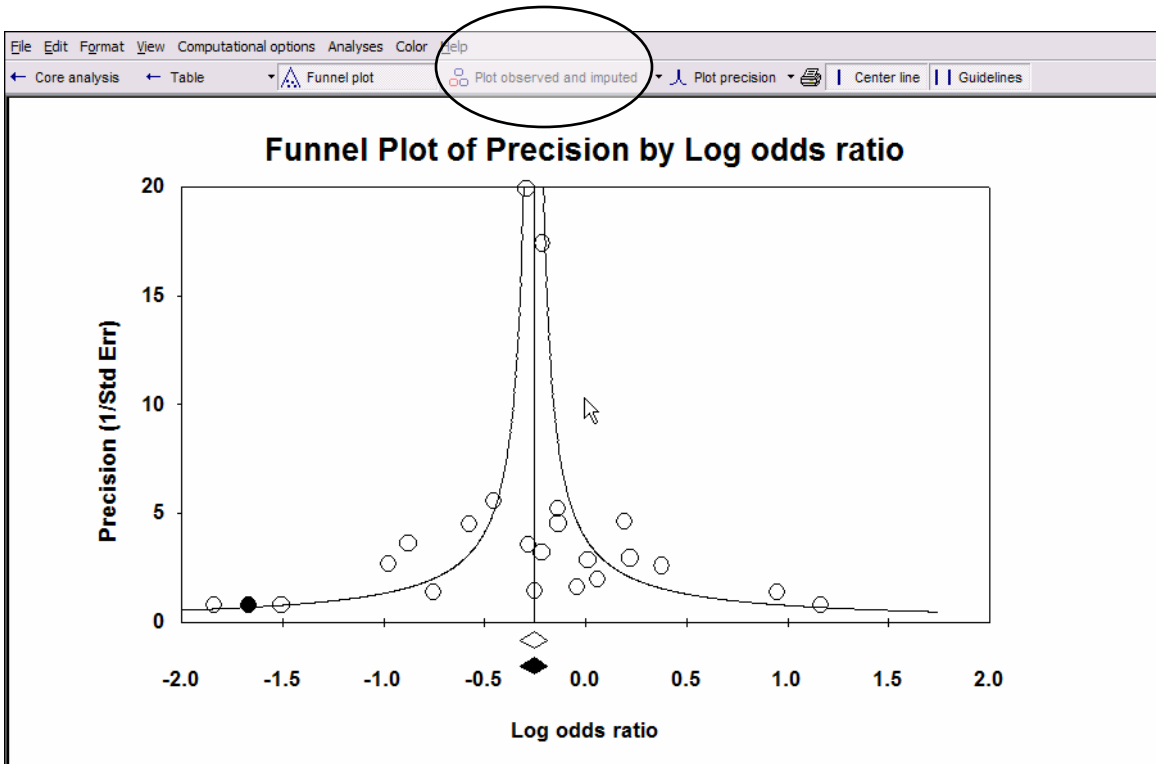 File Edit Format View Computational options Analyses Color Help
← Core analysis ← Table Funnel plot Plot observed and imputed Plot precision Center line Guidelines
Funnel Plot of Precision by Log odds ratio
20
15
10
5
0
Precision (1/Std Err)
-2.0 -1.5 -1.0 -0.5 0.0 0.5 1.0 1.5 2.0
Log odds ratio